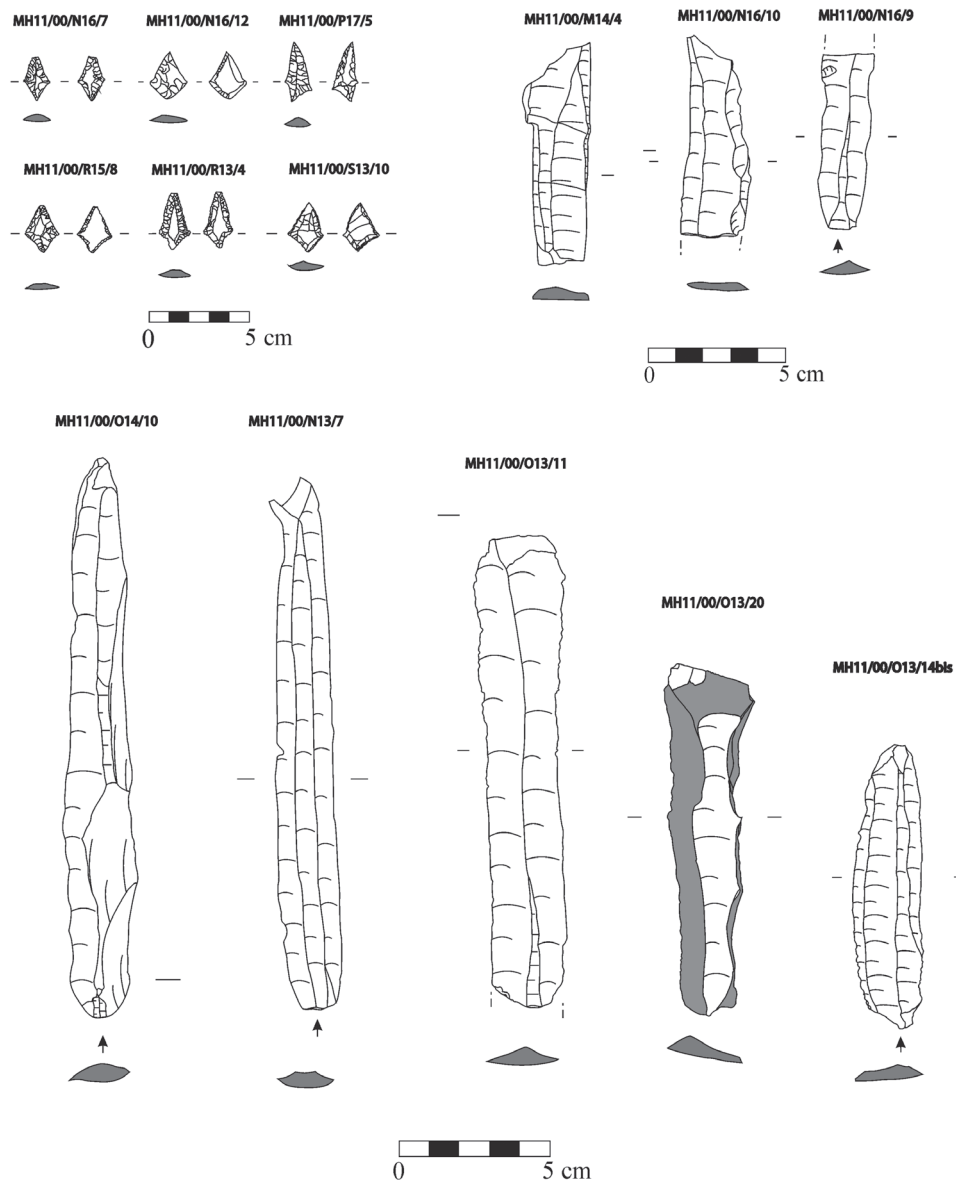 MH11/00/N16/7 MH11/00/N16/12 MH11/00/P17/5
MH11/00/R15/8 MH11/00/R13/4 MH11/00/S13/10
0 5 cm
MH11/00/M14/4 MH11/00/N16/10 MH11/00/N16/9
0 5 cm
MH11/00/O14/10 MH11/00/N13/7
MH11/00/O13/11
MH11/00/O13/20
MH11/00/O13/14bis
0 5 cm